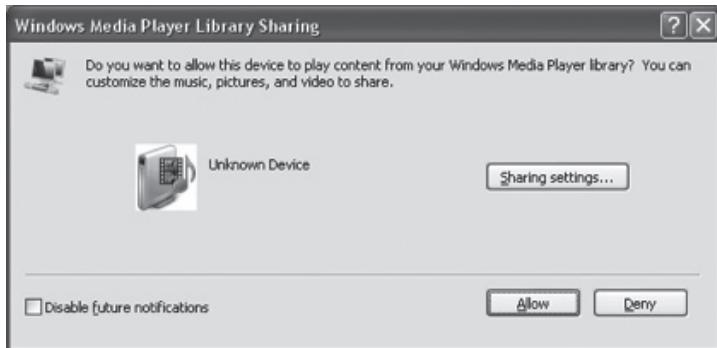 Windows Media Player Library Sharing
Do you want to allow this device to play content from your Windows Media Player library? You can
customize the music, pictures, and video to share.
Unknown Device
Sharing settings...
Disable future notifications
Allow
Deny